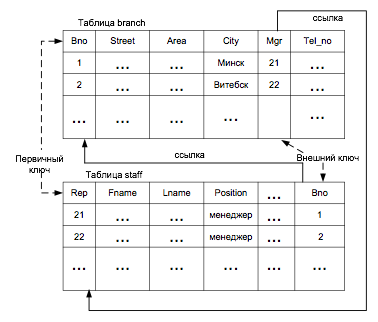 ссылка
Таблица branch
Bno Street Area City Mgr Tel_no
1 ... ... Минск 21 ...
2 ... ... Витебск 22 ...
... ... ... ... ... ...
Первичный ключ
ссылка
Внешний ключ
Таблица staff
Rep Fname Lname Position ... Bno
21 ... ... менеджер ... 1
22 ... ... менеджер ... 2
... ... ... ... ... ...